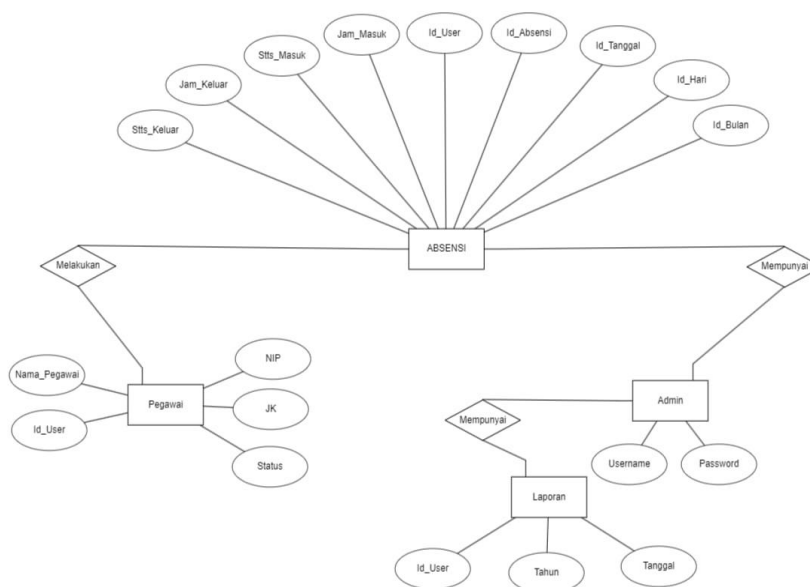 Id_User
Id_Absensi
Jam_Masuk
Id_Tanggal
Stts_Masuk
Id_Hari
Jam_Keluar
Id_Bulan
Stts_Keluar
ABSENSI
Melakukan
Mempunyai
NIP
Nama_Pegawai
Pegawai
JK
Id_User
Status
Admin
Mempunyai
Username
Password
Laporan
Id_User
Tahun
Tanggal